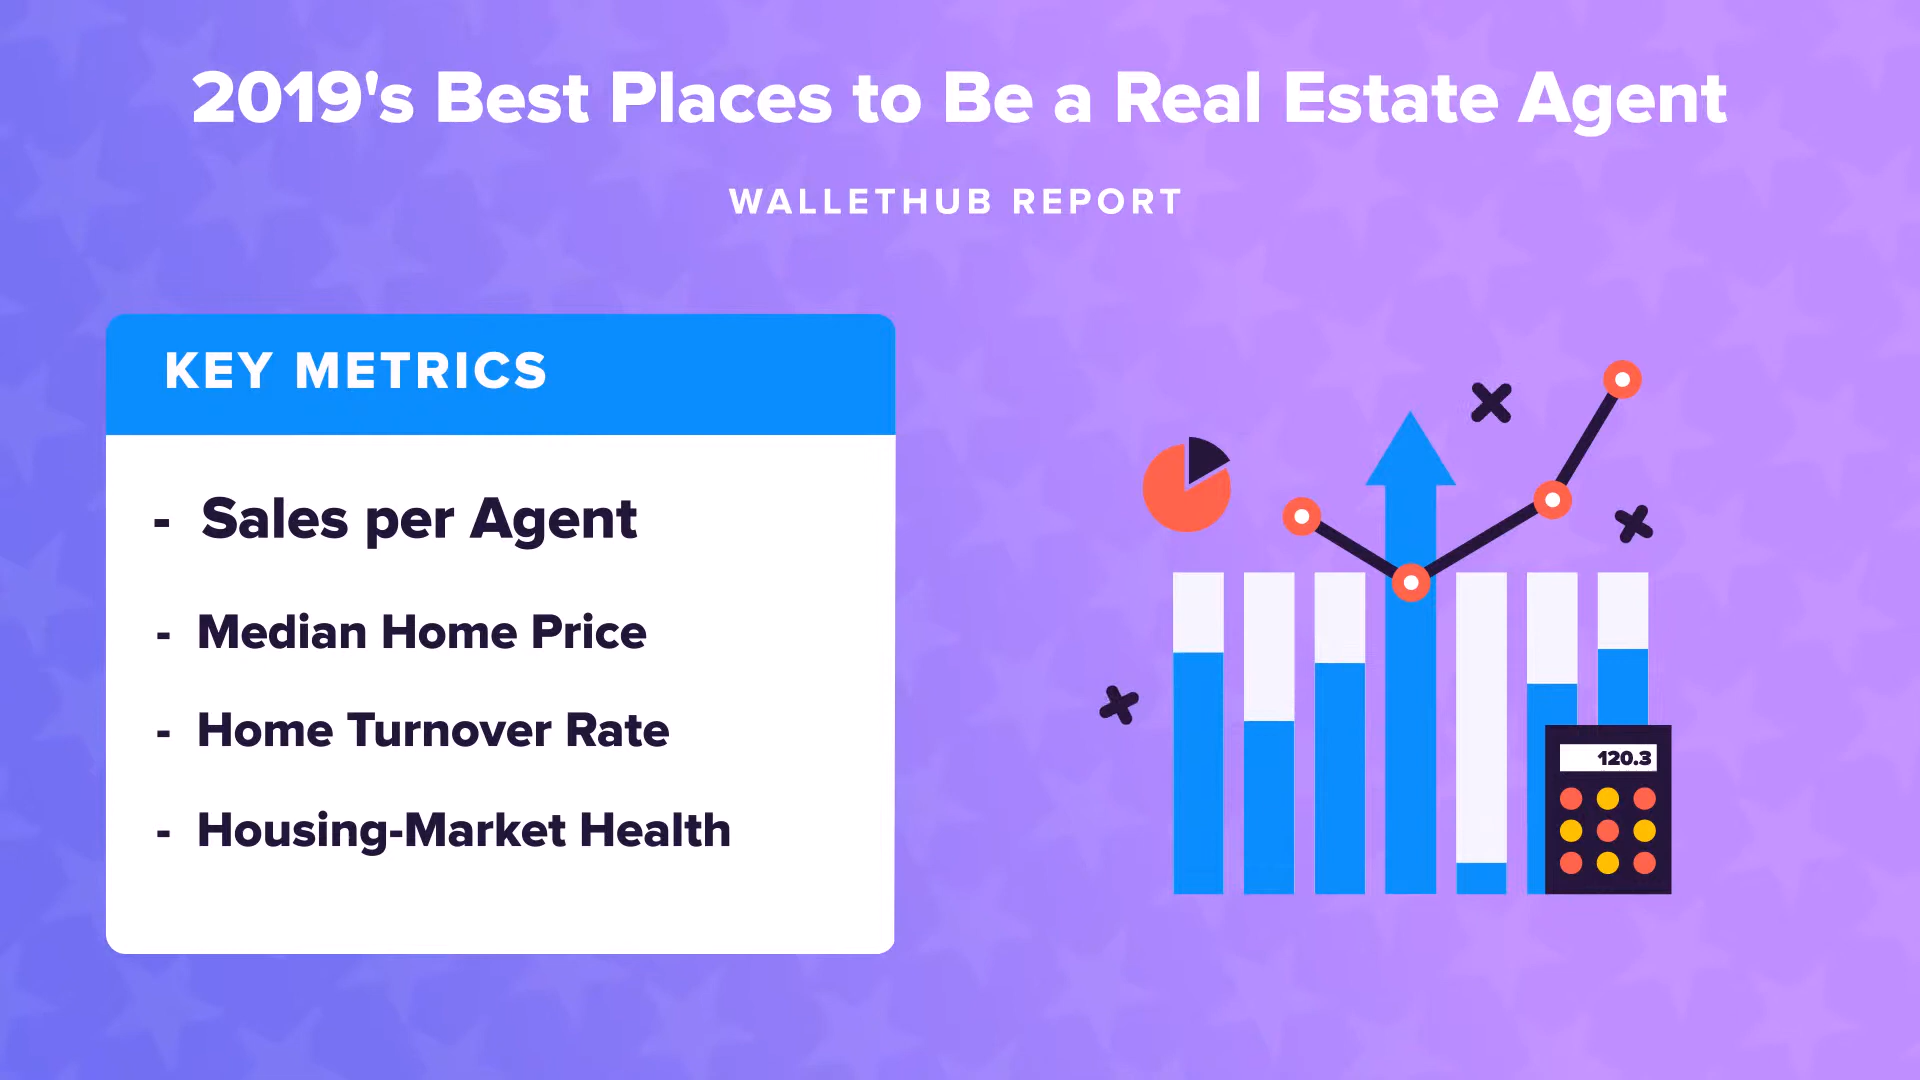 2019's Best Places to Be a Real Estate Agent
WALLETHUB REPORT
KEY METRICS
- Sales per Agent
- Median Home Price
- Home Turnover Rate
- Housing-Market Health
120.3